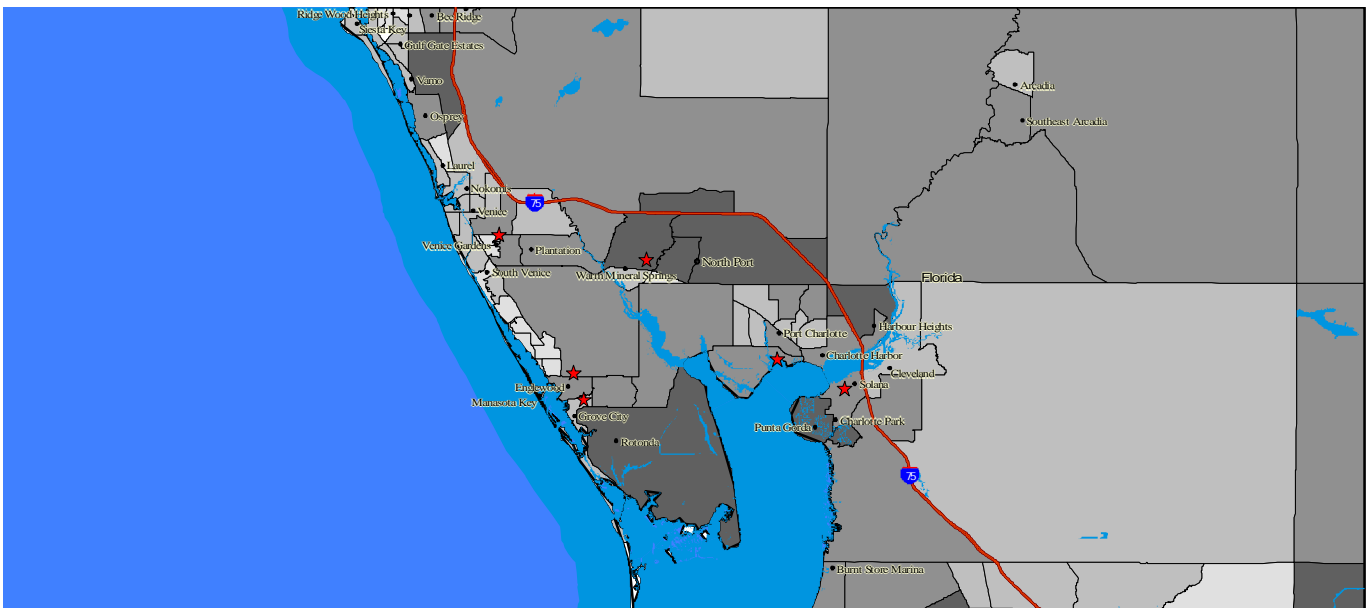 Ridge Wood Heights
Bee Ridge
Siesta Key
Gulf Gate Estates
Vamo
Arcadia
Osprey
Southeast Arcadia
Laurel
Nokomis
75
Venice
Venice Gardens
Plantation
North Port
South Venice
Warm Mineral Springs
Florida
Port Charlotte
Harbour Heights
Charlotte Harbor
Cleveland
Englewood
Solana
Manasota Key
Grove City
Charlotte Park
Punta Gorda
Rotonda
75
Burnt Store Marina